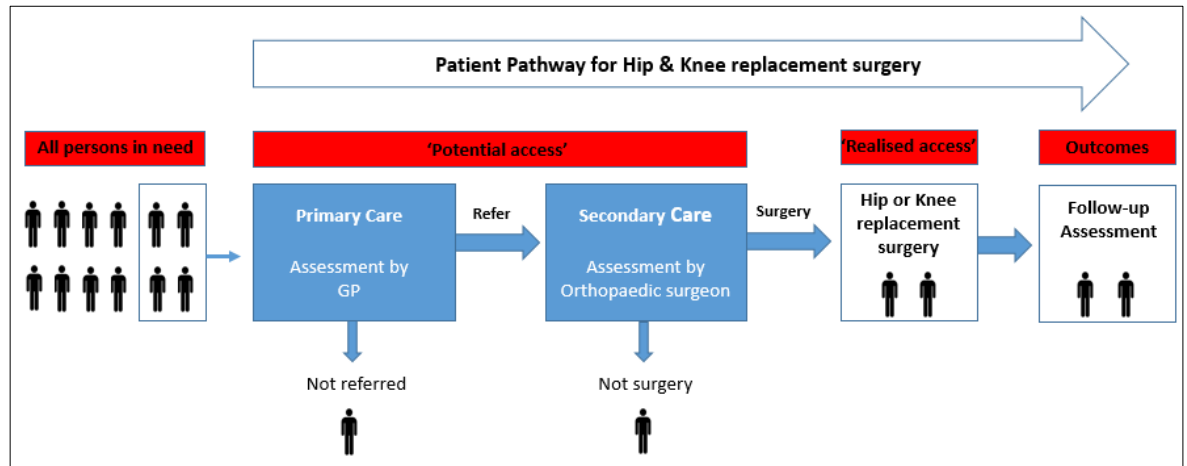 Patient Pathway for Hip & Knee replacement surgery
All persons in need
'Potential access'
'Realised access'
Outcomes
Primary Care
Assessment by
GP
Refer
Secondary Care
Assessment by
Orthopaedic surgeon
Surgery
Hip or Knee
replacement
surgery
Follow-up
Assessment
Not referred
Not surgery